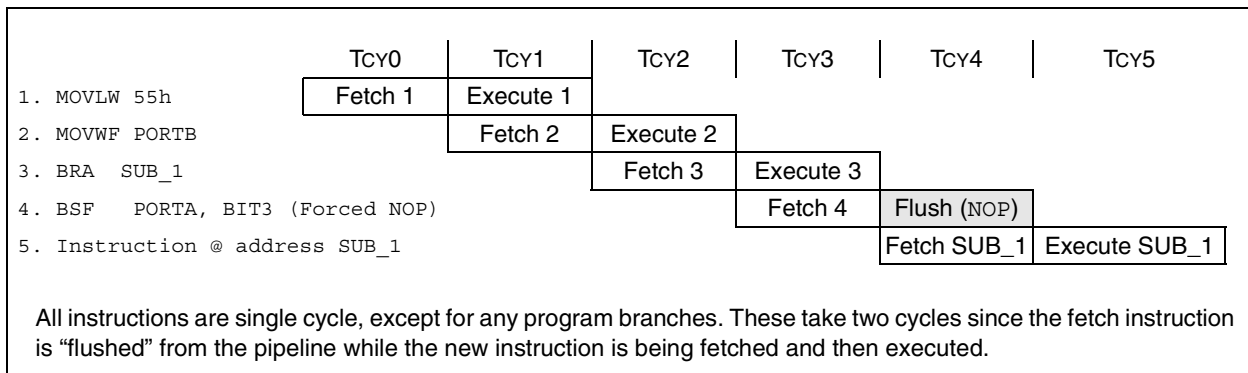 TCY0 TCY1 TCY2 TCY3 TCY4 TCY5
1. MOVLW 55h Fetch 1 Execute 1
2. MOVWF PORTB Fetch 2 Execute 2
3. BRA SUB_1 Fetch 3 Execute 3
4. BSF PORTA, BIT3 (Forced NOP) Fetch 4 Flush (NOP)
5. Instruction @ address SUB_1 Fetch SUB_1 Execute SUB_1
All instructions are single cycle, except for any program branches. These take two cycles since the fetch instruction
is “flushed” from the pipeline while the new instruction is being fetched and then executed.